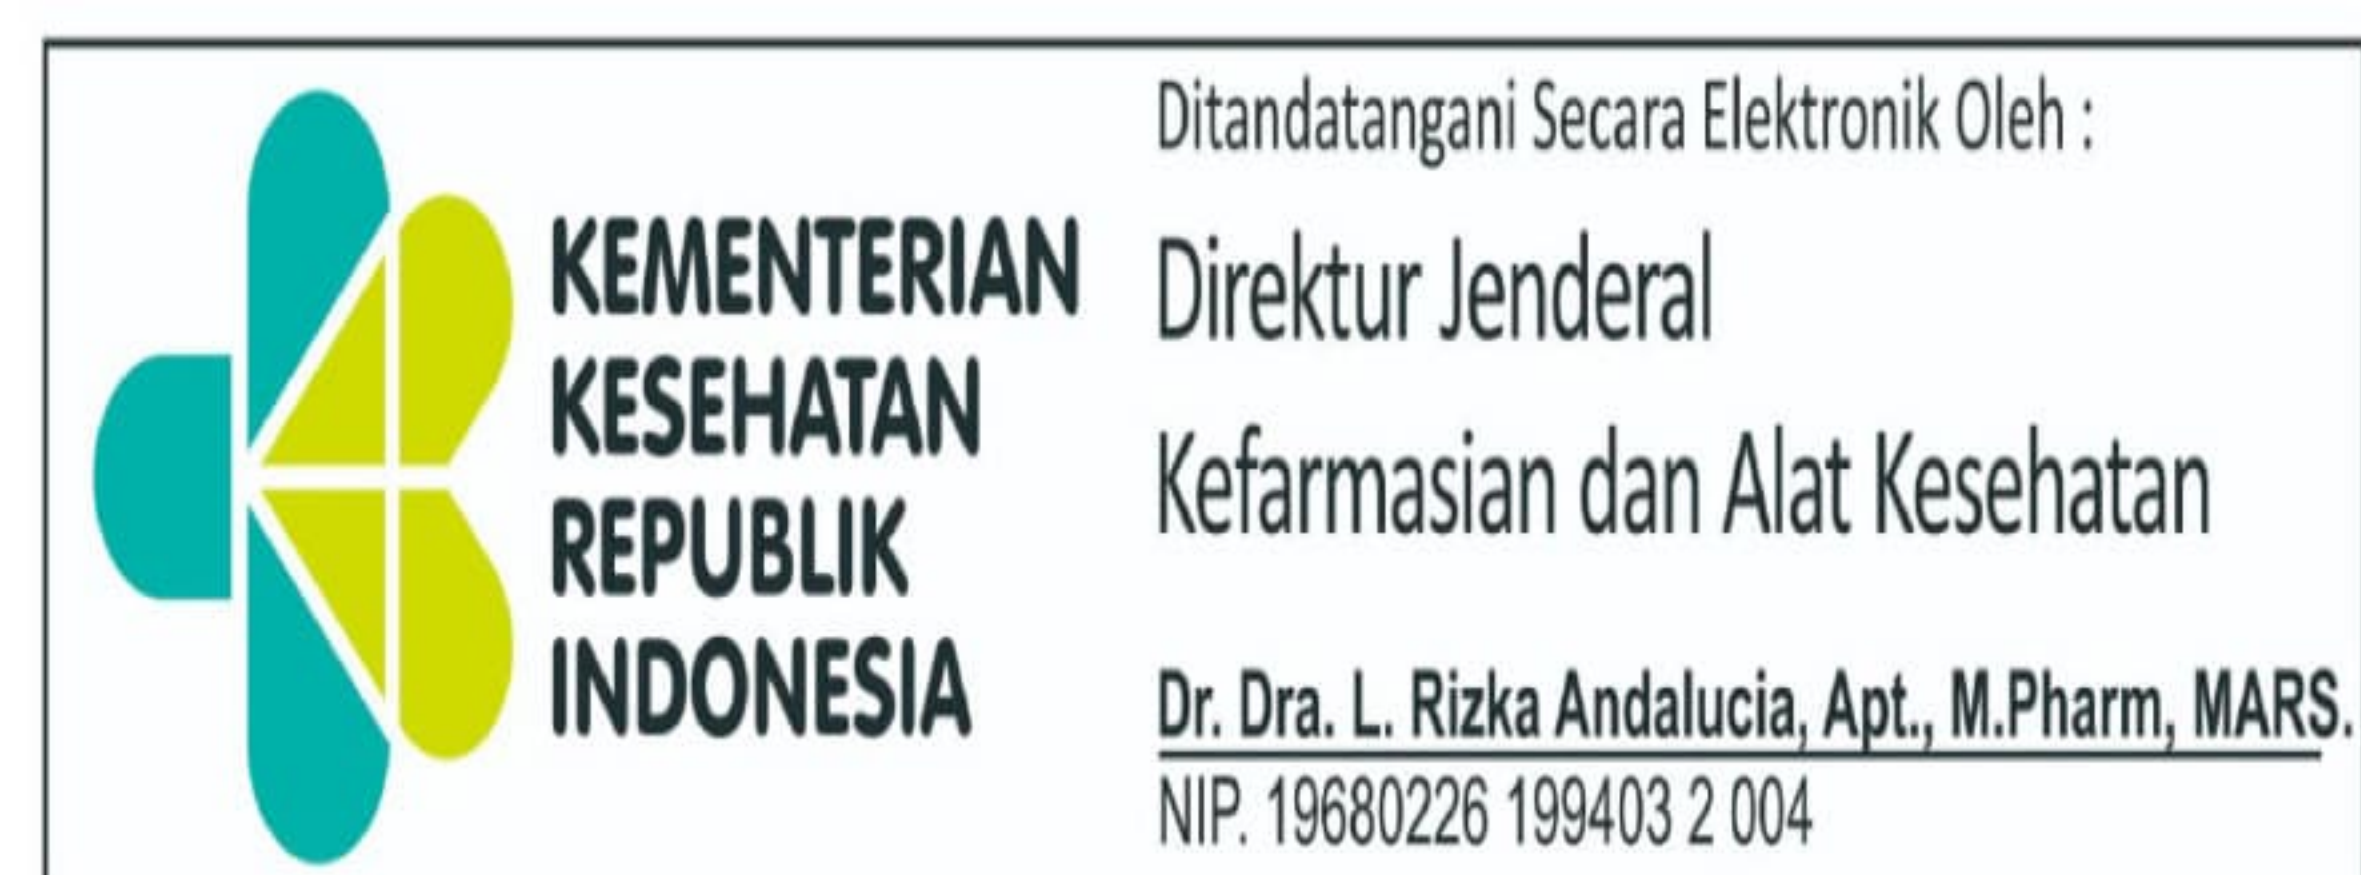 KEMENTERIAN
KESEHATAN
REPUBLIK
INDONESIA
Ditandatangani Secara Elektronik Oleh :
Direktur Jenderal
Kefarmasian dan Alat Kesehatan
Dr. Dra. L. Rizka Andalucia, Apt., M.Pharm, MARS.
NIP. 19680226 199403 2 004